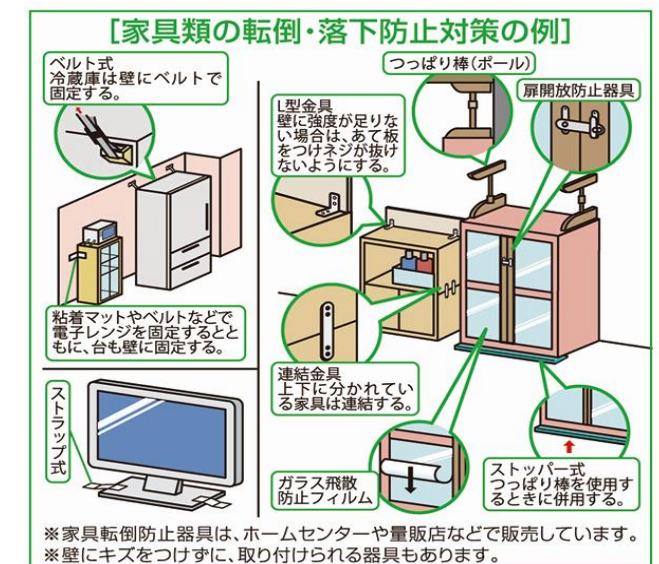 [家具類の転倒・落下防止対策の例]
ベルト式
冷蔵庫は壁にベルトで
固定する。
粘着マットやベルトなどで
電子レンジを固定するとと
もに、台も壁に固定する。
ストラップ式
つっぱり棒(ポール)
扉開放防止器具
L型金具
壁に強度が足りな
い場合は、あて板
をつけネジが抜け
ないようにする。
連結金具
上下に分かれてい
る家具は連結する。
ガラス飛散
防止フィルム
ストッパー式
つっぱり棒を使用す
るときに併用する。
※家具転倒防止器具は、ホームセンターや量販店などで販売しています。
※壁にキズをつけずに、取り付けられる器具もあります。